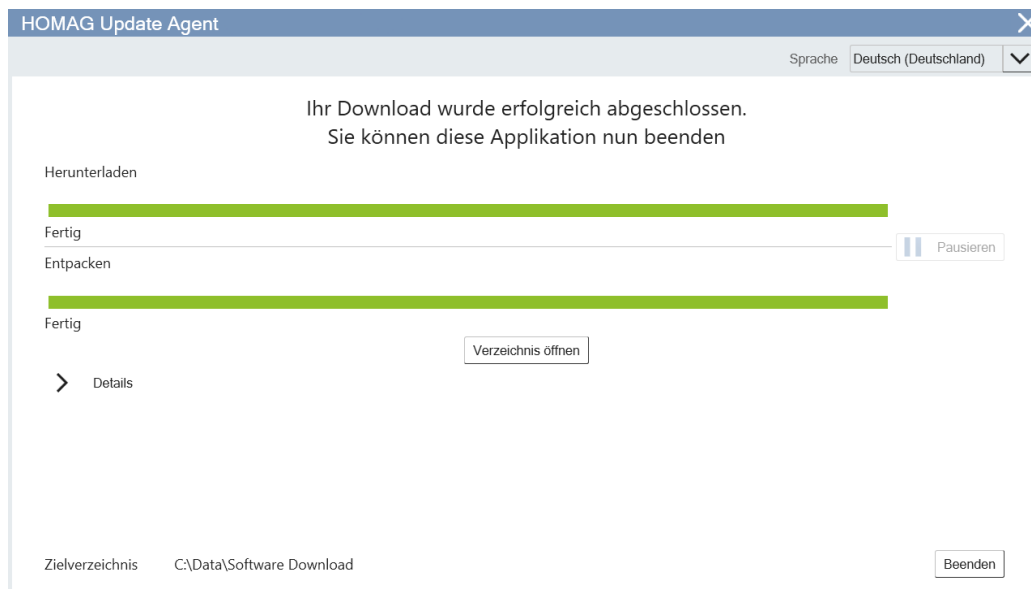 HOMAG Update Agent
Sprache Deutsch (Deutschland)
Ihr Download wurde erfolgreich abgeschlossen.
Sie können diese Applikation nun beenden
Herunterladen
Fertig
Pausieren
Entpacken
Fertig
Verzeichnis öffnen
Details
Zielverzeichnis C:\Data\Software Download
Beenden